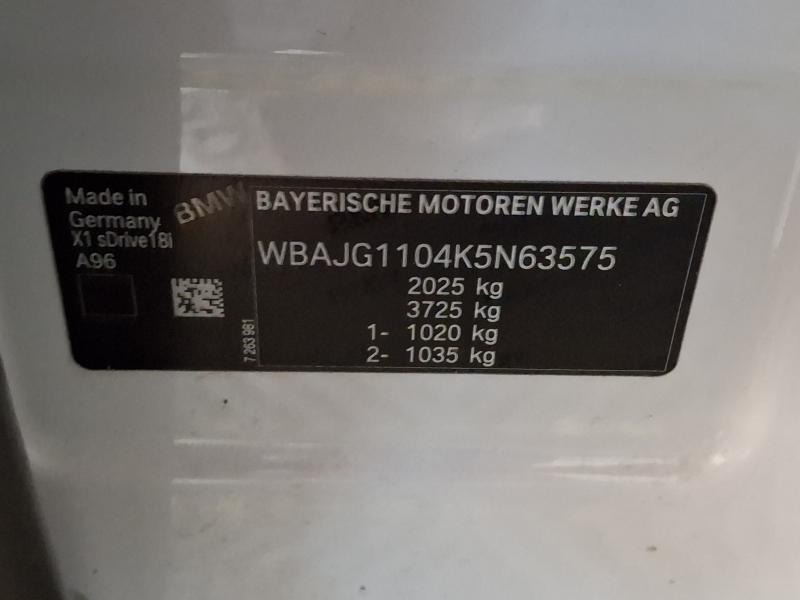 Made in
Germany
X1 sDrive18i
A96
BMW
7 263 981
BAYERISCHE MOTOREN WERKE AG
WBAJG1104K5N63575
2025 kg
3725 kg
1- 1020 kg
2- 1035 kg